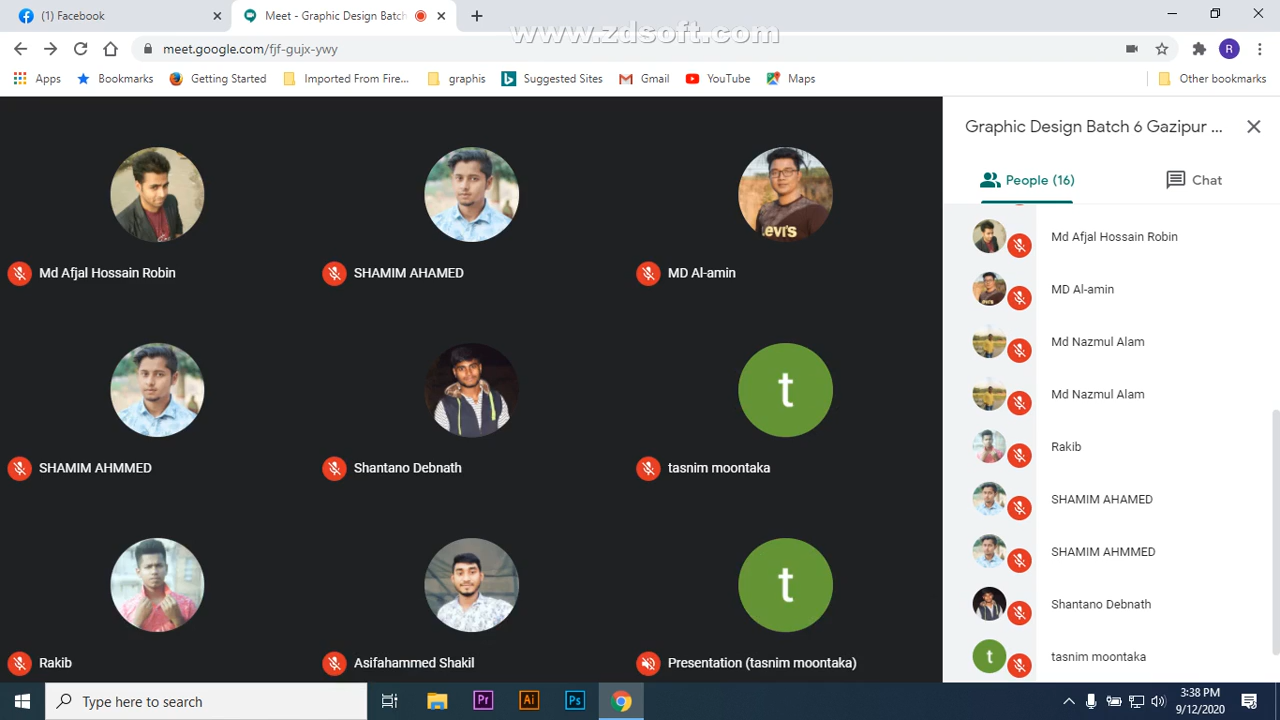 (1) Facebook
Meet - Graphic Design Batch
www.zdsoft.com
meet.google.com/fjf-gujx-ywy
R
Apps
Bookmarks
Getting Started
Imported From Fire...
graphis
Suggested Sites
Gmail
YouTube
Maps
Other bookmarks
Graphic Design Batch 6 Gazipur ...
People (16)
Chat
Levi's
Md Afjal Hossain Robin
SHAMIM AHAMED
MD Al-amin
t
SHAMIM AHMMED
Shantano Debnath
tasnim moontaka
t
Rakib
Asifahammed Shakil
Presentation (tasnim moontaka)
Md Afjal Hossain Robin
MD Al-amin
Md Nazmul Alam
Md Nazmul Alam
Rakib
SHAMIM AHAMED
SHAMIM AHMMED
Shantano Debnath
t
tasnim moontaka
Type here to search
Pr
Ai
Ps
3:38 PM
9/12/2020